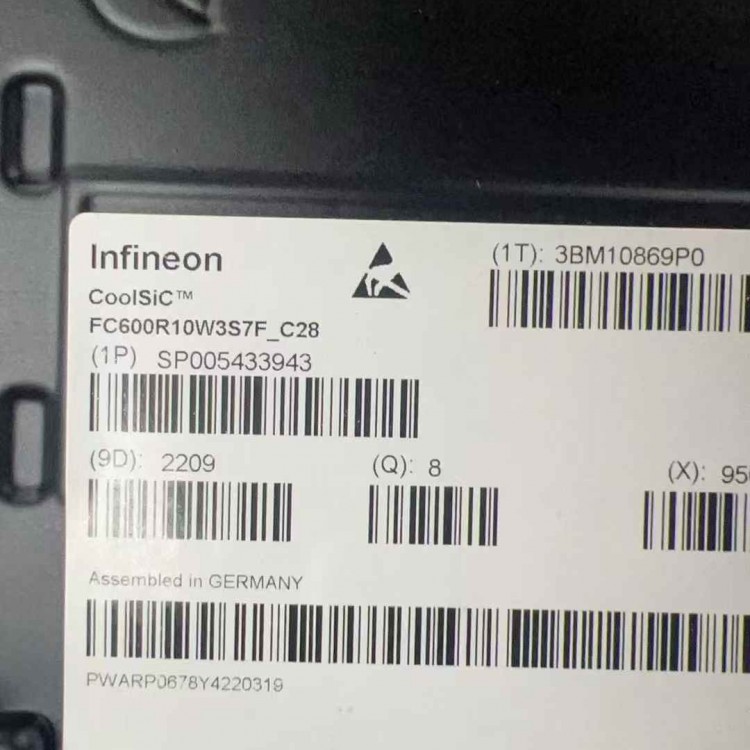 Infineon
CoolSiC™
FC600R10W3S7F_C28
(1P) SP005433943
(1T): 3BM10869P0
(9D): 2209
(Q): 8
(X):
Assembled in GERMANY
PWARP0678Y4220319